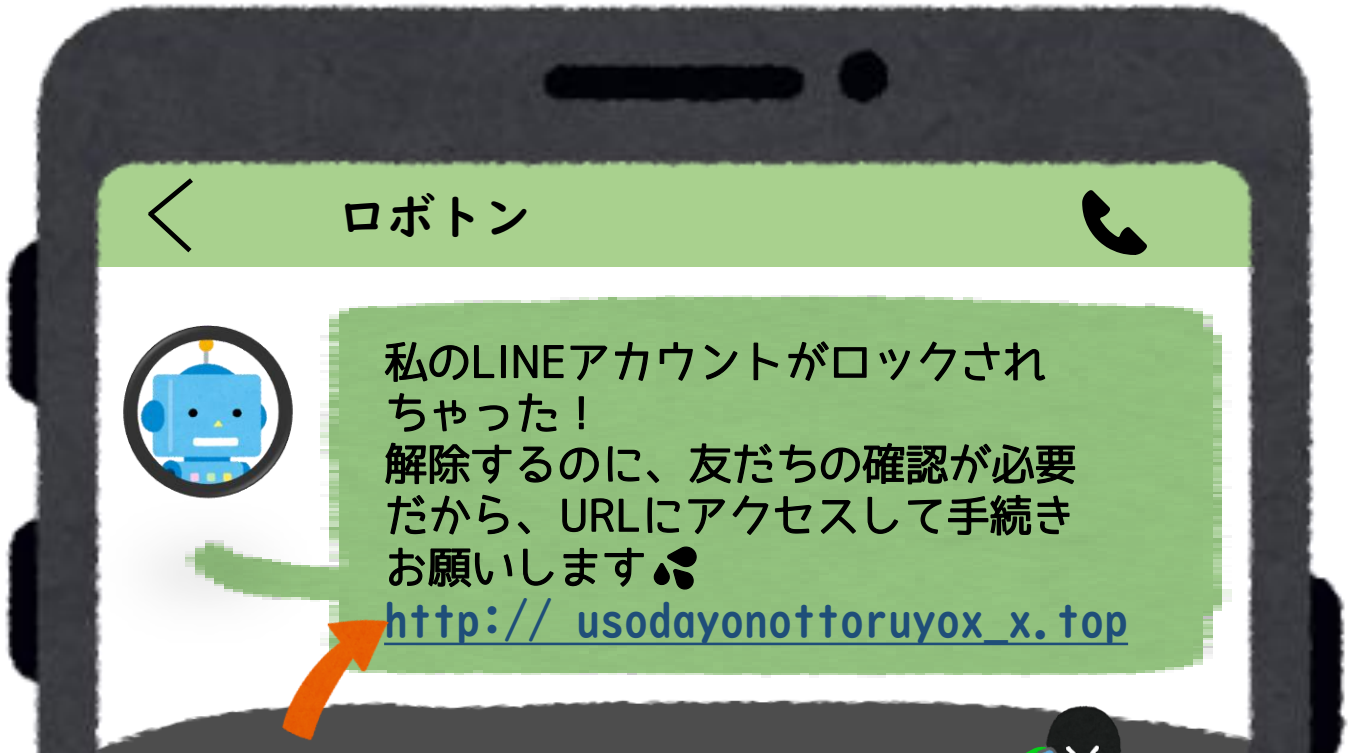 ロボトン
私のLINEアカウントがロックされ
ちゃった！
解除するのに、友だちの確認が必要
だから、URLにアクセスして手続き
お願いします💦
http:// usodayonottoruyox_x.top